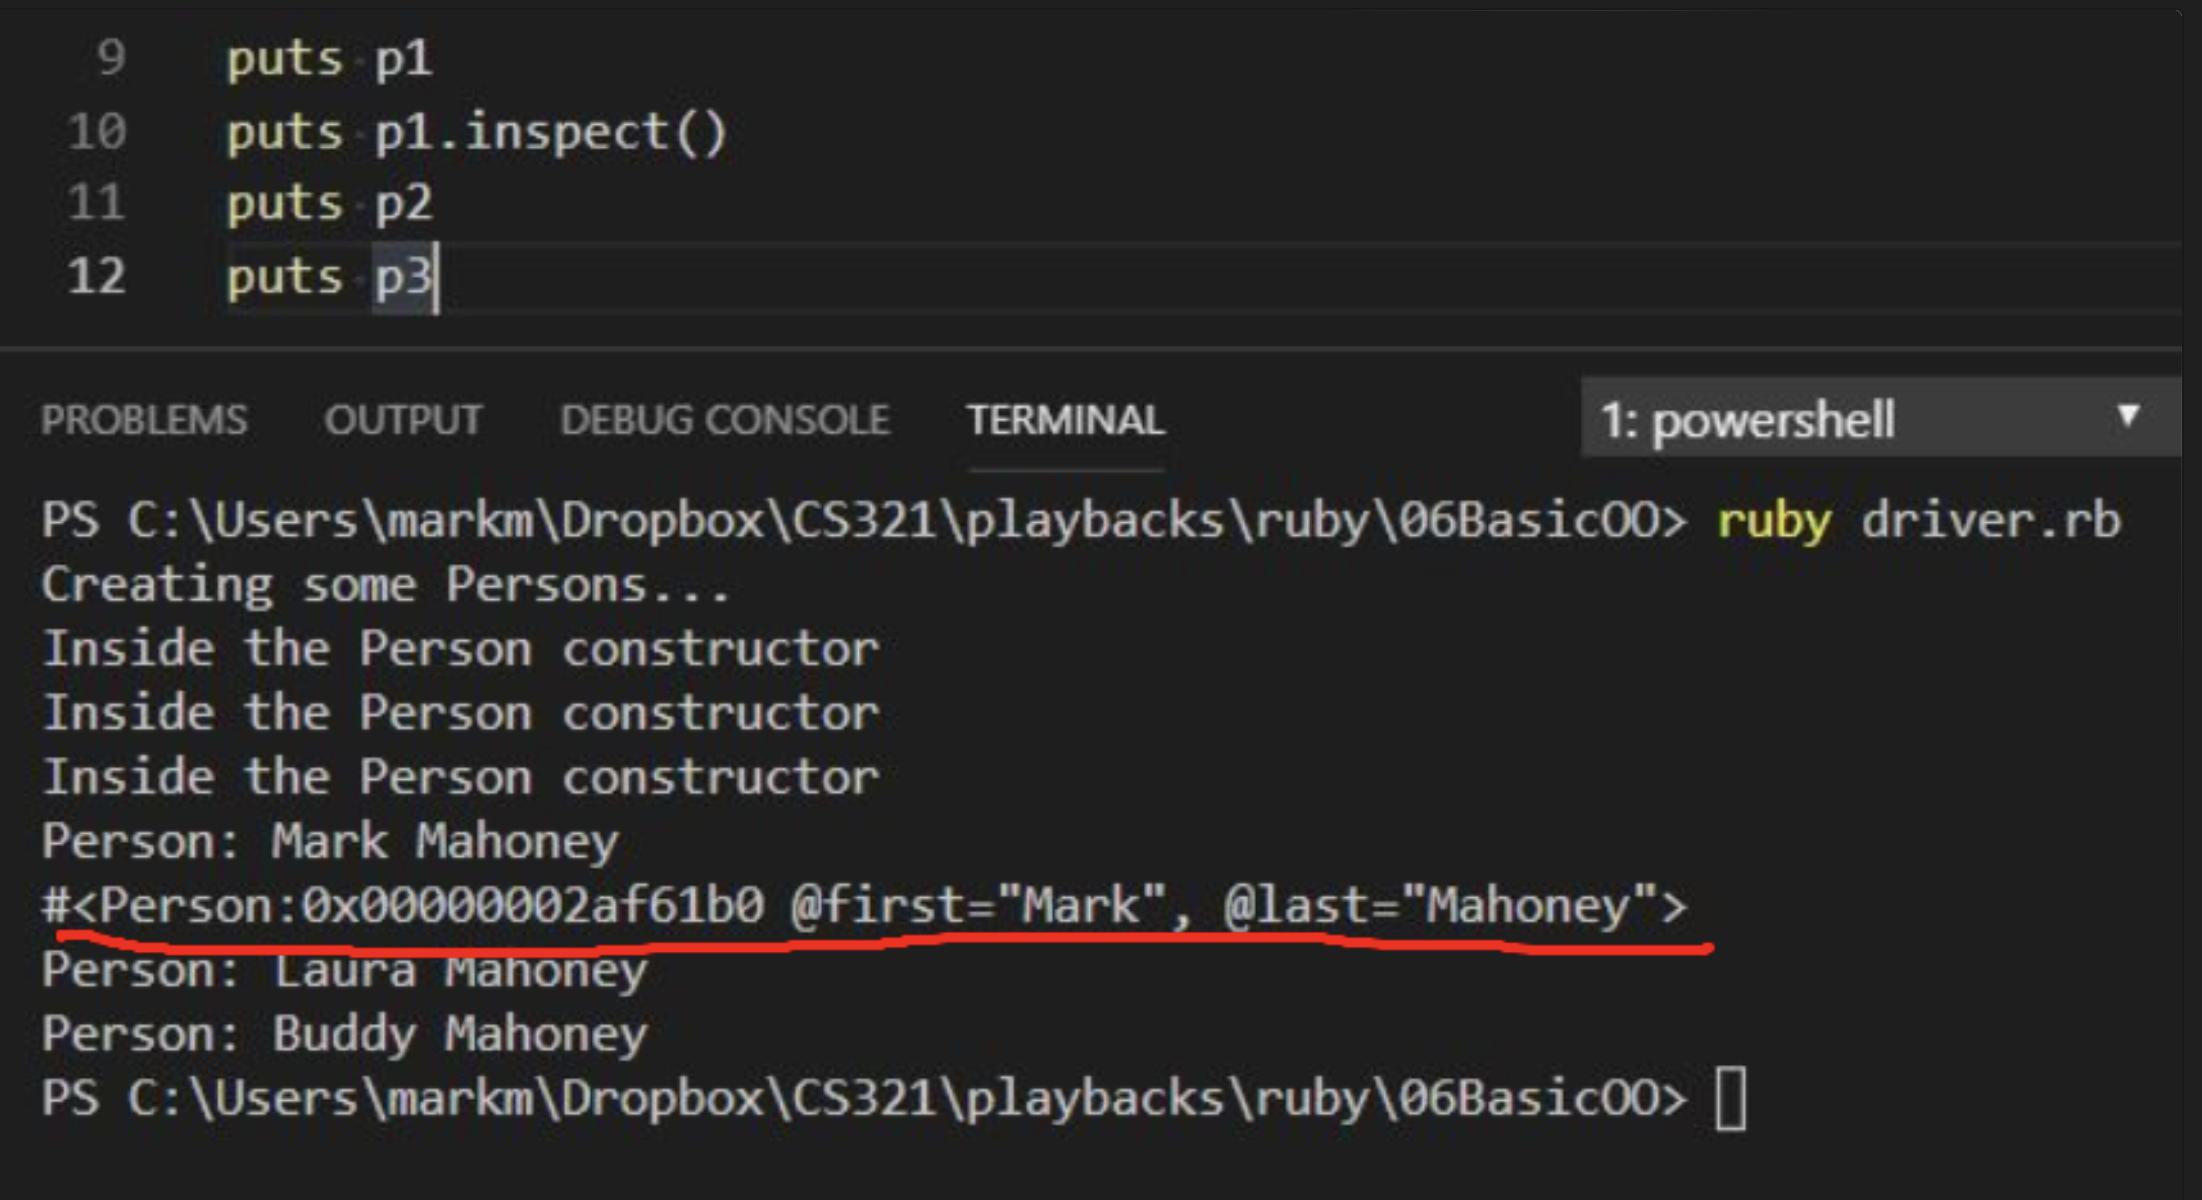 9 puts p1
10 puts p1.inspect()
11 puts p2
12 puts p3
PROBLEMS OUTPUT DEBUG CONSOLE TERMINAL 1: powershell
PS C:\Users\markm\Dropbox\CS321\playbacks\ruby\06BasicOO> ruby driver.rb
Creating some Persons...
Inside the Person constructor
Inside the Person constructor
Inside the Person constructor
Person: Mark Mahoney
#<Person:0x00000002af61b0 @first="Mark", @last="Mahoney">
Person: Laura Mahoney
Person: Buddy Mahoney
PS C:\Users\markm\Dropbox\CS321\playbacks\ruby\06BasicOO>